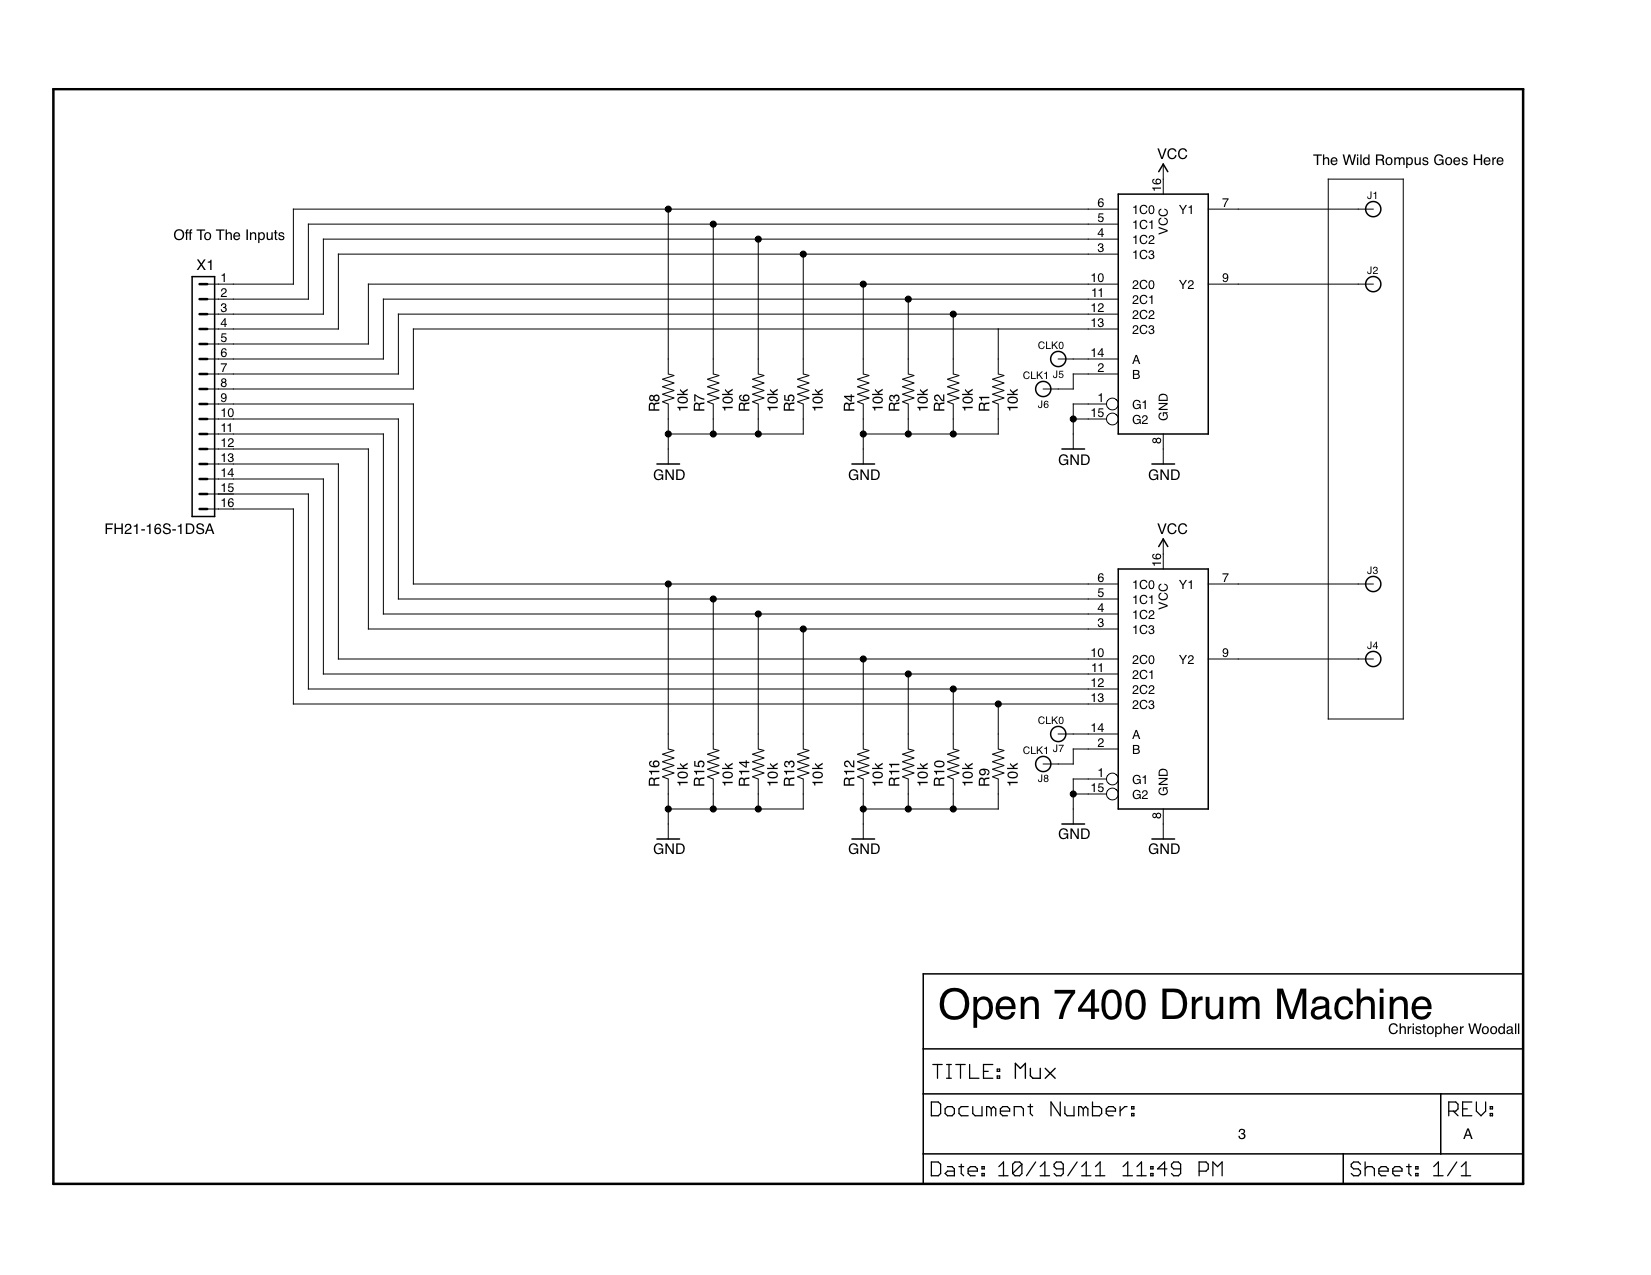 The Wild Rompus Goes Here
Off To The Inputs
X1
1
2
3
4
5
6
7
8
9
10
11
12
13
14
15
16
FH21-16S-1DSA
R8 10k
R7 10k
R6 10k
R5 10k
R4 10k
R3 10k
R2 10k
R1 10k
GND
GND
VCC
16
6 1C0 VCC Y1 7
5 1C1
4 1C2
3 1C3
10 2C0 Y2 9
11 2C1
12 2C2
13 2C3
CLK0
14 A
CLK1 J5
2 B
J6
1 G1 GND
15 G2
GND
8
GND
J1
J2
R16 10k
R15 10k
R14 10k
R13 10k
R12 10k
R11 10k
R10 10k
R9 10k
GND
GND
VCC
16
6 1C0 VCC Y1 7
5 1C1
4 1C2
3 1C3
10 2C0 Y2 9
11 2C1
12 2C2
13 2C3
CLK0
14 A
CLK1 J7
2 B
J8
1 G1 GND
15 G2
GND
8
GND
J3
J4
Open 7400 Drum Machine
Christopher Woodall
TITLE: Mux
Document Number:
3
REV:
A
Date: 10/19/11 11:49 PM
Sheet: 1/1